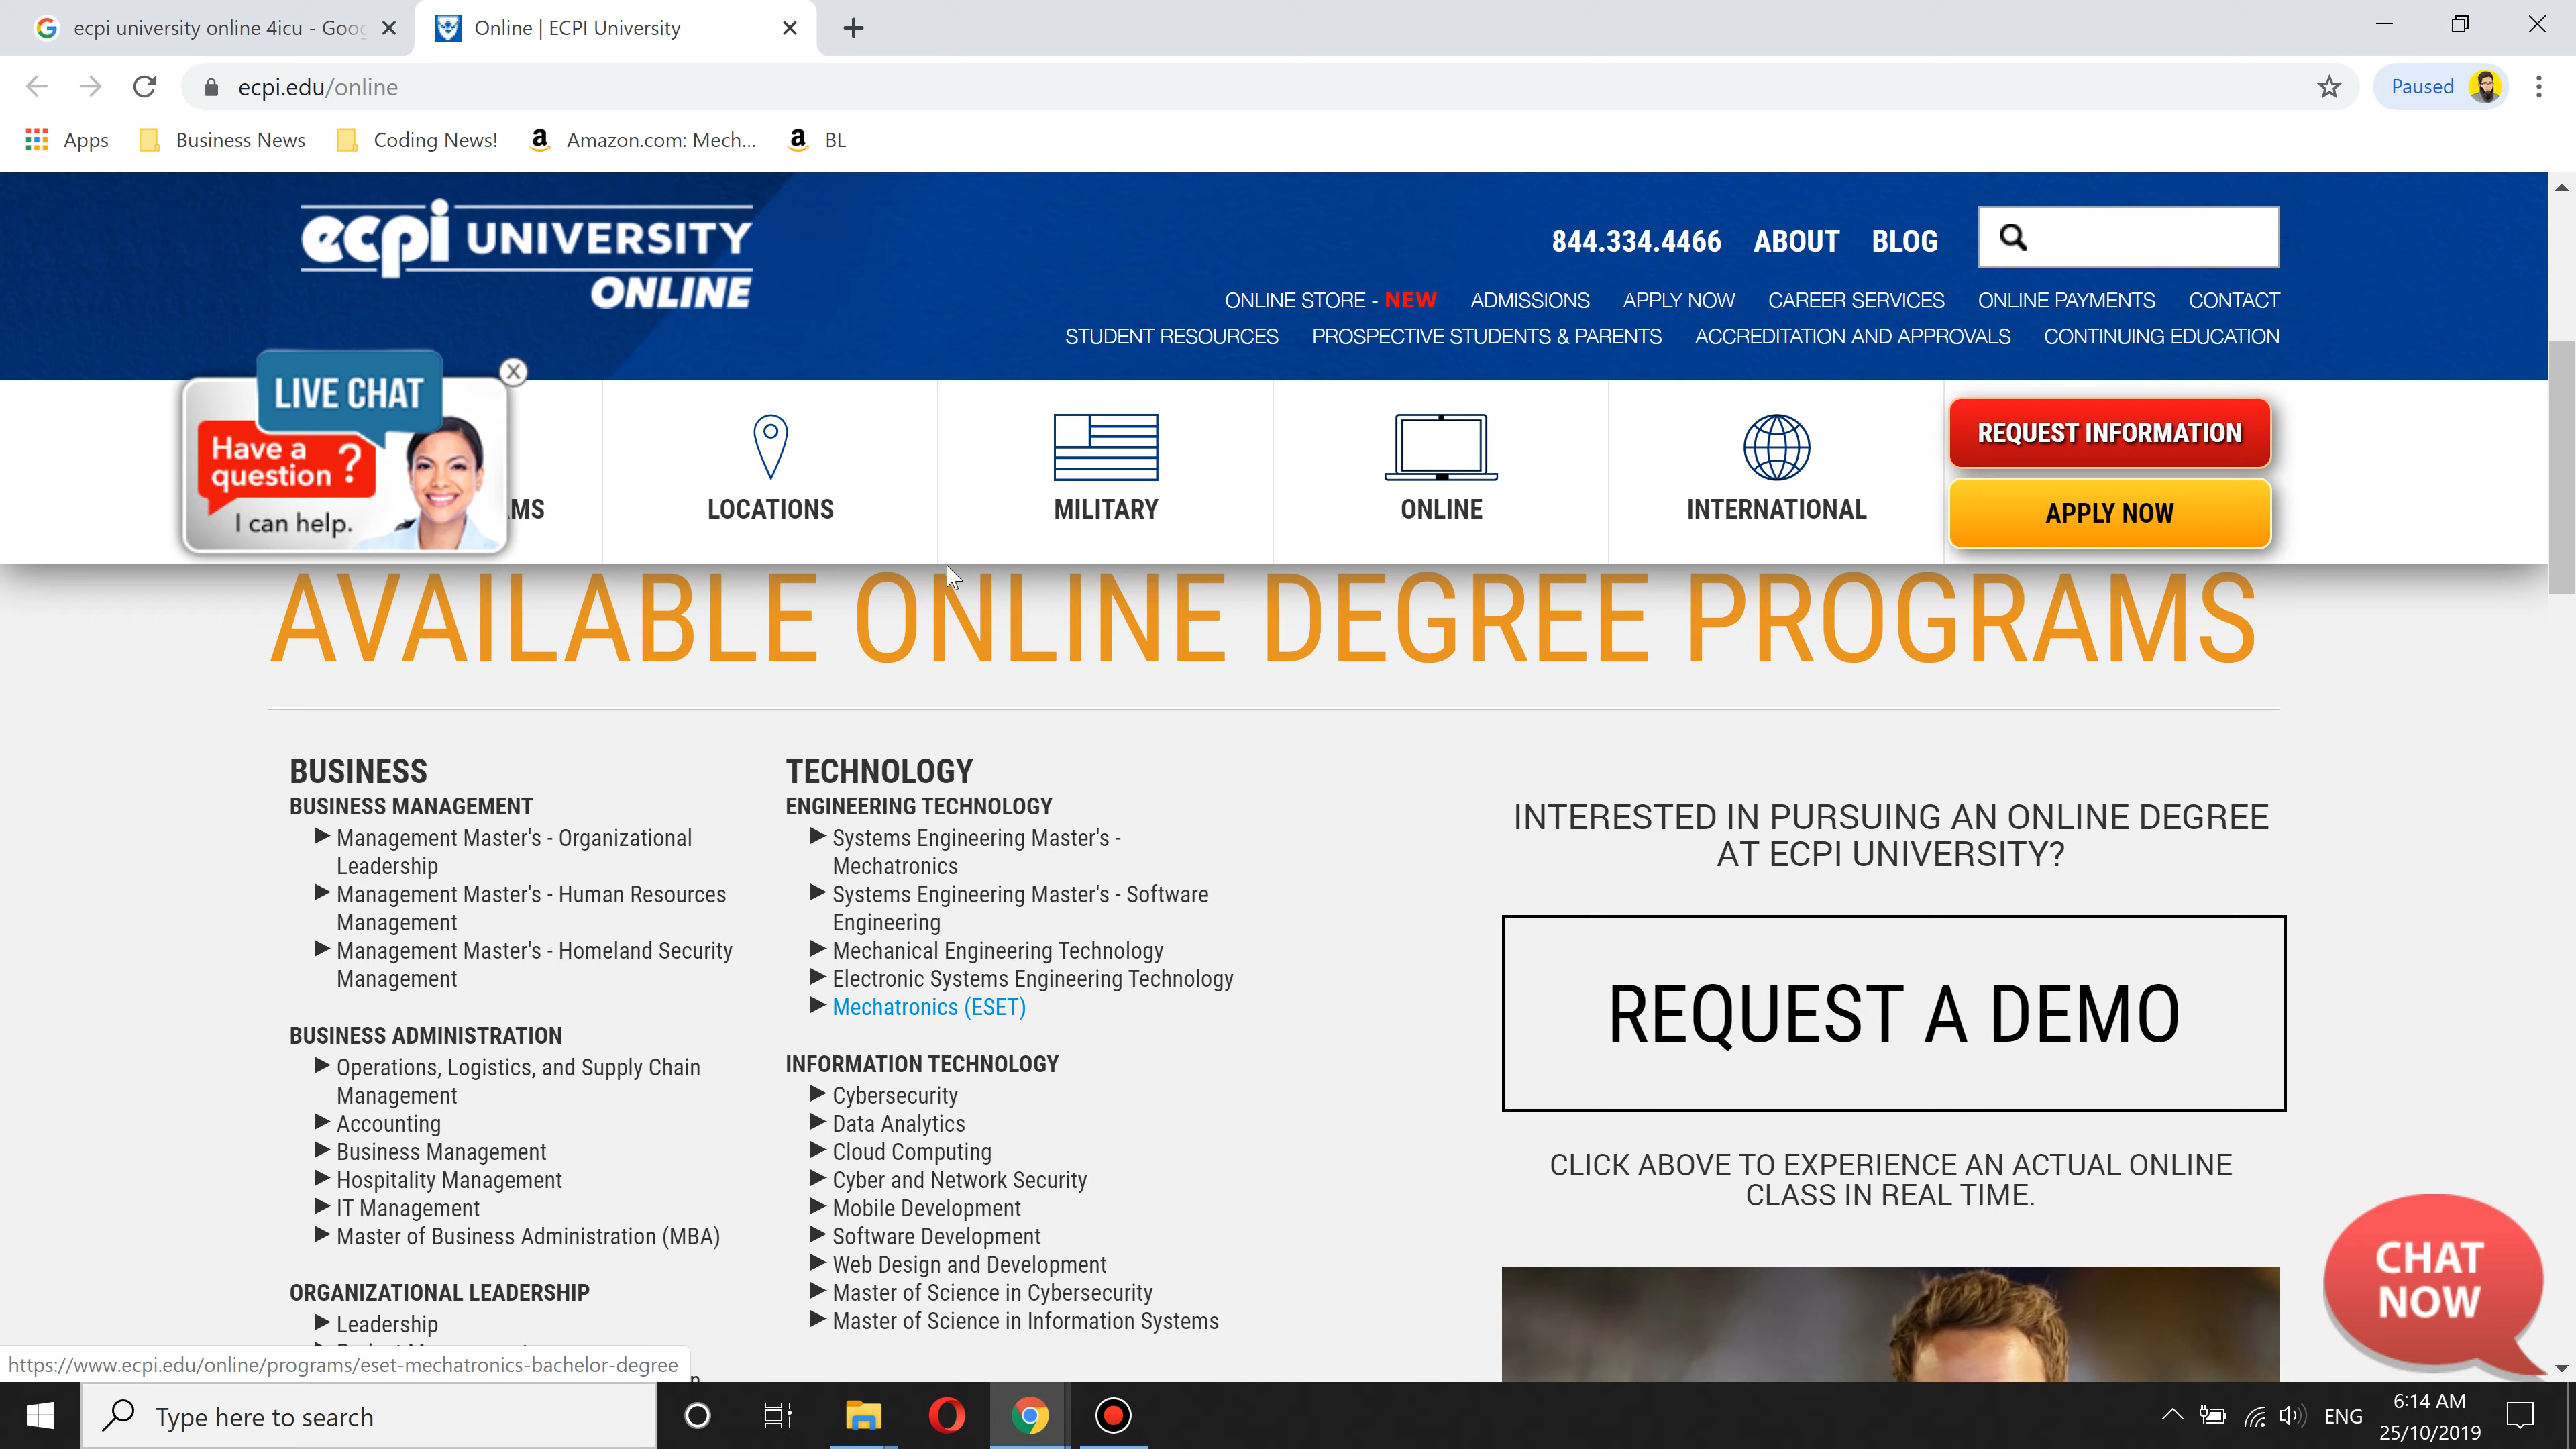 ecpi university online 4icu - Goog
Online | ECPI University
ecpi.edu/online
Paused
Apps
Business News
Coding News!
Amazon.com: Mech...
BL
ecpi UNIVERSITY
ONLINE
844.334.4466 ABOUT BLOG
ONLINE STORE - NEW ADMISSIONS APPLY NOW CAREER SERVICES ONLINE PAYMENTS CONTACT
STUDENT RESOURCES PROSPECTIVE STUDENTS & PARENTS ACCREDITATION AND APPROVALS CONTINUING EDUCATION
LIVE CHAT
X
Have a
question ?
I can help.
LOCATIONS
MILITARY
ONLINE
INTERNATIONAL
REQUEST INFORMATION
APPLY NOW
AVAILABLE ONLINE DEGREE PROGRAMS
BUSINESS
BUSINESS MANAGEMENT
Management Master's - Organizational
Leadership
Management Master's - Human Resources
Management
Management Master's - Homeland Security
Management
BUSINESS ADMINISTRATION
Operations, Logistics, and Supply Chain
Management
Accounting
Business Management
Hospitality Management
IT Management
Master of Business Administration (MBA)
ORGANIZATIONAL LEADERSHIP
Leadership
TECHNOLOGY
ENGINEERING TECHNOLOGY
Systems Engineering Master's -
Mechatronics
Systems Engineering Master's - Software
Engineering
Mechanical Engineering Technology
Electronic Systems Engineering Technology
Mechatronics (ESET)
INFORMATION TECHNOLOGY
Cybersecurity
Data Analytics
Cloud Computing
Cyber and Network Security
Mobile Development
Software Development
Web Design and Development
Master of Science in Cybersecurity
Master of Science in Information Systems
INTERESTED IN PURSUING AN ONLINE DEGREE
AT ECPI UNIVERSITY?
REQUEST A DEMO
CLICK ABOVE TO EXPERIENCE AN ACTUAL ONLINE
CLASS IN REAL TIME.
CHAT
NOW
https://www.ecpi.edu/online/programs/eset-mechatronics-bachelor-degree
Type here to search
ENG
6:14 AM
25/10/2019